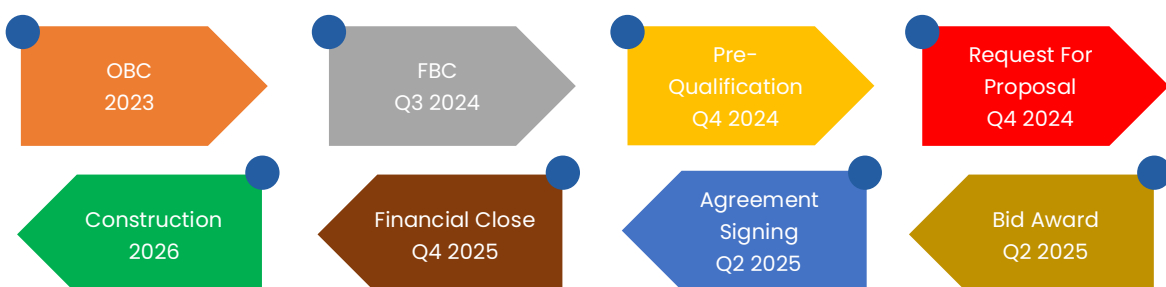 OBC
2023
FBC
Q3 2024
Pre-
Qualification
Q4 2024
Request For
Proposal
Q4 2024
Construction
2026
Financial Close
Q4 2025
Agreement
Signing
Q2 2025
Bid Award
Q2 2025